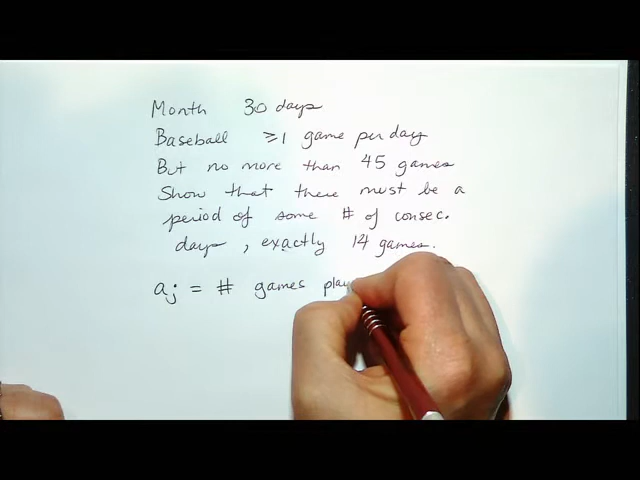 Month 30 days
Baseball ≥1 game per day
But no more than 45 games
Show that there must be a
period of some # of consec.
days, exactly 14 games.
aj = # games play